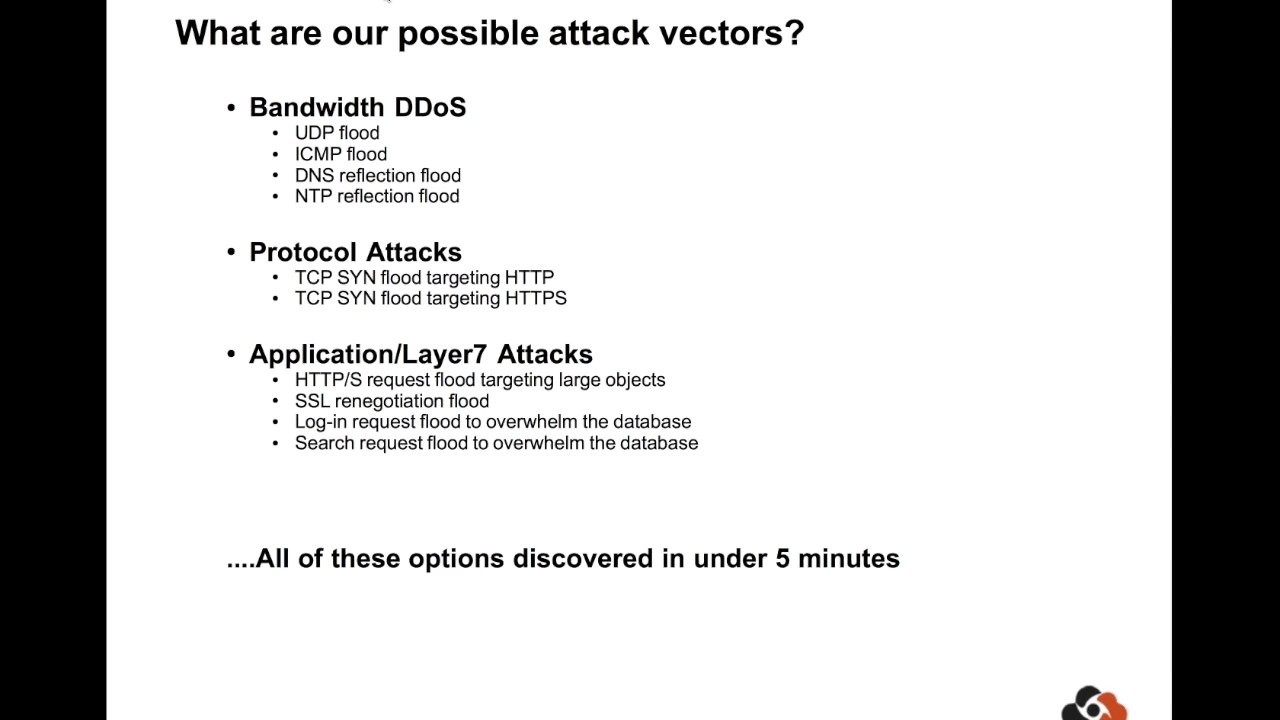 What are our possible attack vectors?
• Bandwidth DDoS
• UDP flood
• ICMP flood
• DNS reflection flood
• NTP reflection flood
• Protocol Attacks
• TCP SYN flood targeting HTTP
• TCP SYN flood targeting HTTPS
• Application/Layer7 Attacks
• HTTP/S request flood targeting large objects
• SSL renegotiation flood
• Log-in request flood to overwhelm the database
• Search request flood to overwhelm the database
....All of these options discovered in under 5 minutes